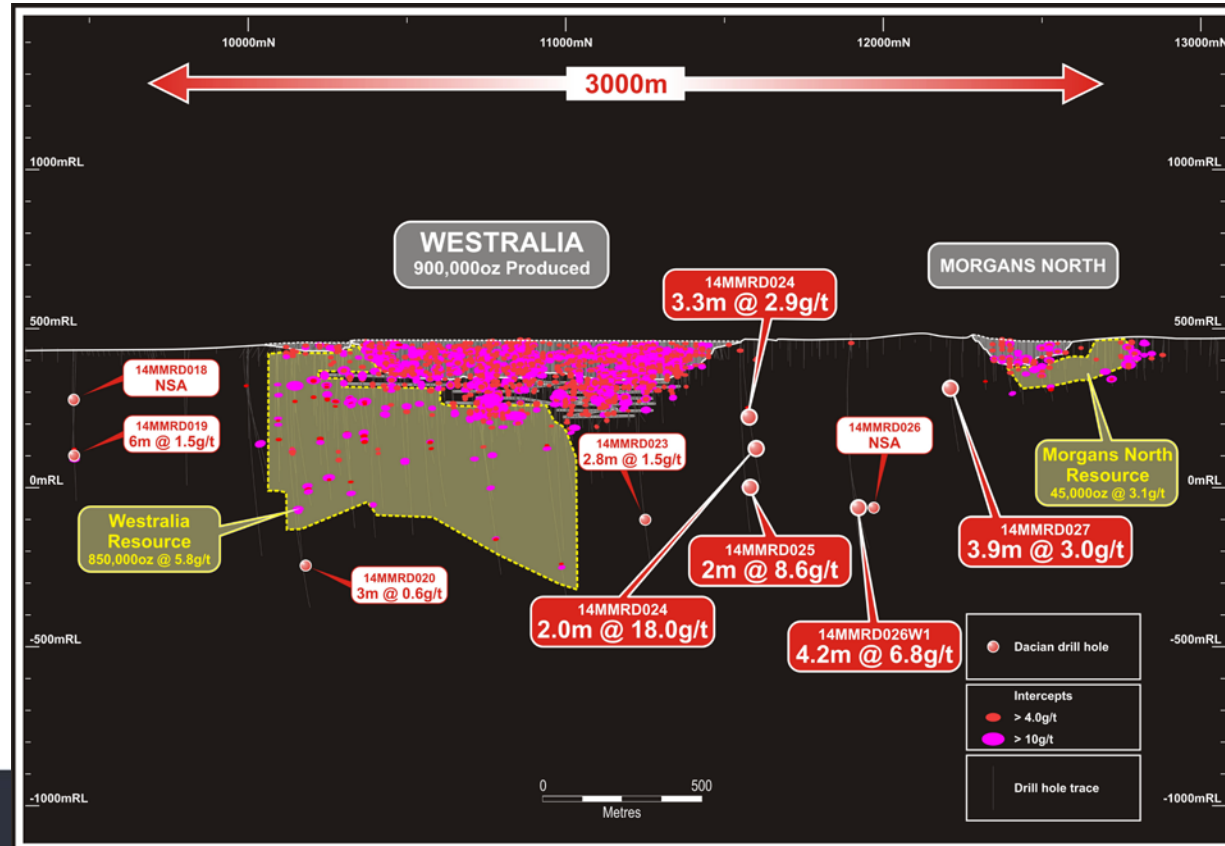 10000mN
11000mN
12000mN
13000mN
3000m
1000mRL
1000mRL
WESTRALIA
900,000oz Produced
MORGANS NORTH
14MMRD024
3.3m @ 2.9g/t
500mRL
500mRL
14MMRD018
NSA
14MMRD019
6m @ 1.5g/t
14MMRD023
2.8m @ 1.5g/t
14MMRD026
NSA
Morgans North
Resource
45,000oz @ 3.1g/t
0mRL
0mRL
Westralia
Resource
850,000oz @ 5.8g/t
14MMRD025
2m @ 8.6g/t
14MMRD027
3.9m @ 3.0g/t
14MMRD020
3m @ 0.6g/t
14MMRD024
2.0m @ 18.0g/t
14MMRD026W1
4.2m @ 6.8g/t
-500mRL
-500mRL
Dacian drill hole
Intercepts
> 4.0g/t
> 10g/t
Drill hole trace
0
500
Metres
-1000mRL
-1000mRL